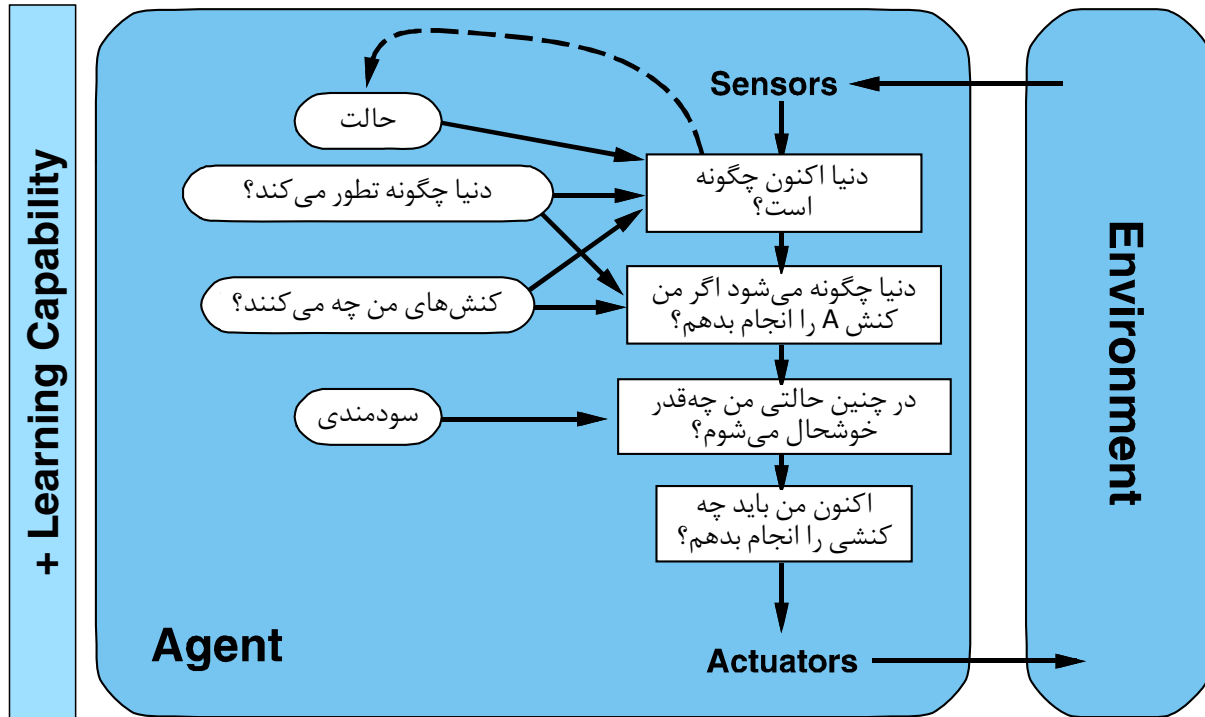 + Learning Capability
Sensors
حالت
دنیا اکنون چگونه
است؟
دنیا چگونه تطور می‌کند؟
دنیا چگونه می‌شود اگر من
کنش A را انجام بدهم؟
کنش‌های من چه می‌کنند؟
در چنین حالتی من چه‌قدر
خوشحال می‌شوم؟
سودمندی
اکنون من باید چه
کنشی را انجام بدهم؟
Agent
Actuators
Environment